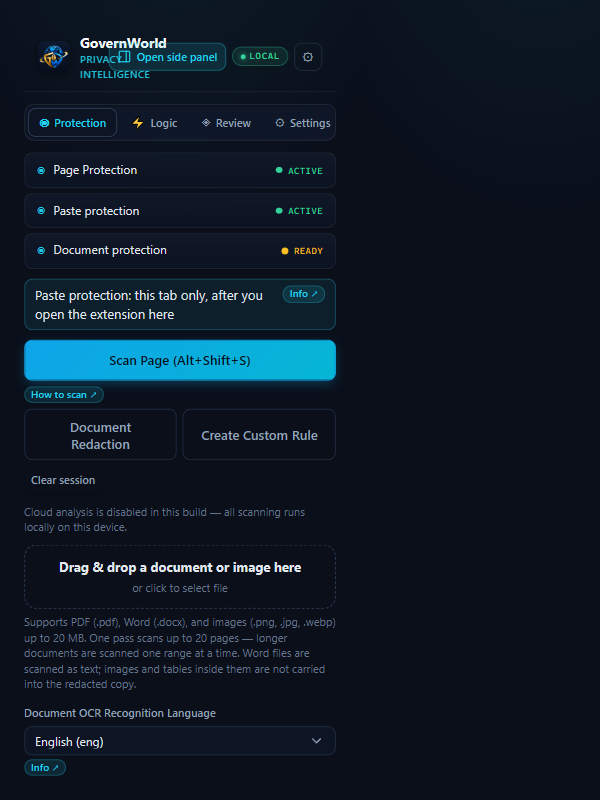 GovernWorld
PRIVACY
INTELLIGENCE
Open side panel
LOCAL
Protection
Logic
Review
Settings
Page Protection
ACTIVE
Paste protection
ACTIVE
Document protection
READY
Paste protection: this tab only, after you
open the extension here
Info ↗
Scan Page (Alt+Shift+S)
How to scan ↗
Document
Redaction
Create Custom Rule
Clear session
Cloud analysis is disabled in this build — all scanning runs
locally on this device.
Drag & drop a document or image here
or click to select file
Supports PDF (.pdf), Word (.docx), and images (.png, .jpg, .webp)
up to 20 MB. One pass scans up to 20 pages — longer
documents are scanned one range at a time. Word files are
scanned as text; images and tables inside them are not carried
into the redacted copy.
Document OCR Recognition Language
English (eng)
Info ↗